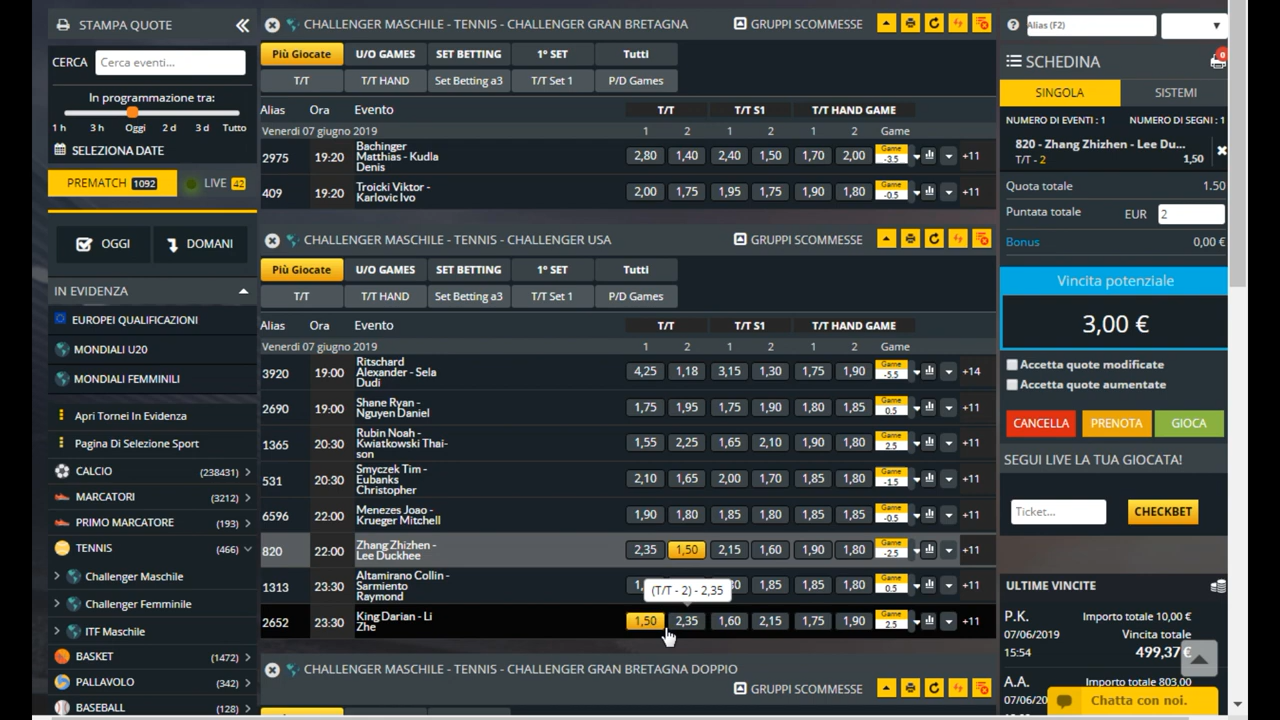 STAMPA QUOTE
CERCA Cerca eventi...
In programmazione tra:
1 h 3 h Oggi 2 d 3 d Tutto
SELEZIONA DATE
PREMATCH 1092 LIVE 42
OGGI DOMANI
IN EVIDENZA
EUROPEI QUALIFICAZIONI
MONDIALI U20
MONDIALI FEMMINILI
Apri Tornei In Evidenza
Pagina Di Selezione Sport
CALCIO (238431)
MARCATORI (3212)
PRIMO MARCATORE (193)
TENNIS (466)
Challenger Maschile
Challenger Femminile
ITF Maschile
BASKET (1472)
PALLAVOLO (342)
BASEBALL (128)
CHALLENGER MASCHILE - TENNIS - CHALLENGER GRAN BRETAGNA GRUPPI SCOMMESSE
Più Giocate U/O GAMES SET BETTING 1° SET Tutti
T/T T/T HAND Set Betting a3 T/T Set 1 P/D Games
Alias Ora Evento T/T T/T S1 T/T HAND GAME
Venerdi 07 giugno 2019 1 2 1 2 1 2 Game
2975 19:20 Bachinger Matthias - Kudla Denis 2,80 1,40 2,40 1,50 1,70 2,00 Game -3.5 +11
409 19:20 Troicki Viktor - Karlovic Ivo 2,00 1,75 1,95 1,75 1,90 1,80 Game -0.5 +11
CHALLENGER MASCHILE - TENNIS - CHALLENGER USA GRUPPI SCOMMESSE
Più Giocate U/O GAMES SET BETTING 1° SET Tutti
T/T T/T HAND Set Betting a3 T/T Set 1 P/D Games
Alias Ora Evento T/T T/T S1 T/T HAND GAME
Venerdi 07 giugno 2019 1 2 1 2 1 2 Game
3920 19:00 Ritschard Alexander - Sela Dudi 4,25 1,18 3,15 1,30 1,75 1,90 Game -5.5 +14
2690 19:00 Shane Ryan - Nguyen Daniel 1,75 1,95 1,75 1,90 1,80 1,85 Game 0.5 +11
1365 20:30 Rubin Noah - Kwiatkowski Thai-son 1,55 2,25 1,65 2,10 1,80 1,80 Game 2.5 +11
531 20:30 Smyczek Tim - Eubanks Christopher 2,10 1,65 2,00 1,70 1,85 1,80 Game -1.5 +11
6596 22:00 Menezes Joao - Krueger Mitchell 1,90 1,80 1,85 1,80 1,85 1,85 Game -0.5 +11
820 22:00 Zhang Zhizhen - Lee Duckhee 2,35 1,50 2,15 1,60 1,90 1,80 Game -2.5 +11
1313 23:30 Altamirano Collin - Sarmiento Raymond 1,85 1,85 1,80 Game 0.5 +11
(T/T - 2) - 2,35
2652 23:30 King Darian - Li Zhe 1,50 2,35 1,60 2,15 1,75 1,90 Game 2.5 +11
CHALLENGER MASCHILE - TENNIS - CHALLENGER GRAN BRETAGNA DOPPIO
GRUPPI SCOMMESSE
Alias (F2)
SCHEDINA 0
SINGOLA SISTEMI
NUMERO DI EVENTI : 1 NUMERO DI SEGNI : 1
820 - Zhang Zhizhen - Lee Du...
T/T - 2 1,50
Quota totale 1.50
Puntata totale EUR 2
Bonus 0,00 €
Vincita potenziale
3,00 €
Accetta quote modificate
Accetta quote aumentate
CANCELLA PRENOTA GIOCA
SEGUI LIVE LA TUA GIOCATA!
Ticket... CHECKBET
ULTIME VINCITE
P.K. Importo totale 10,00 €
07/06/2019 Vincita totale
15:54 499,37€
A.A. Importo totale 803,00
Chatta con noi.